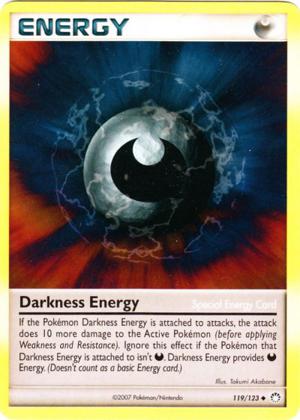 ENERGY
Darkness Energy Special Energy Card
If the Pokémon Darkness Energy is attached to attacks, the attack
does 10 more damage to the Active Pokémon (before applying
Weakness and Resistance). Ignore this effect if the Pokémon that
Darkness Energy is attached to isn't . Darkness Energy provides
Energy. (Doesn't count as a basic Energy card.)
Illus. Takumi Akabane
©2007 Pokémon/Nintendo 119/123